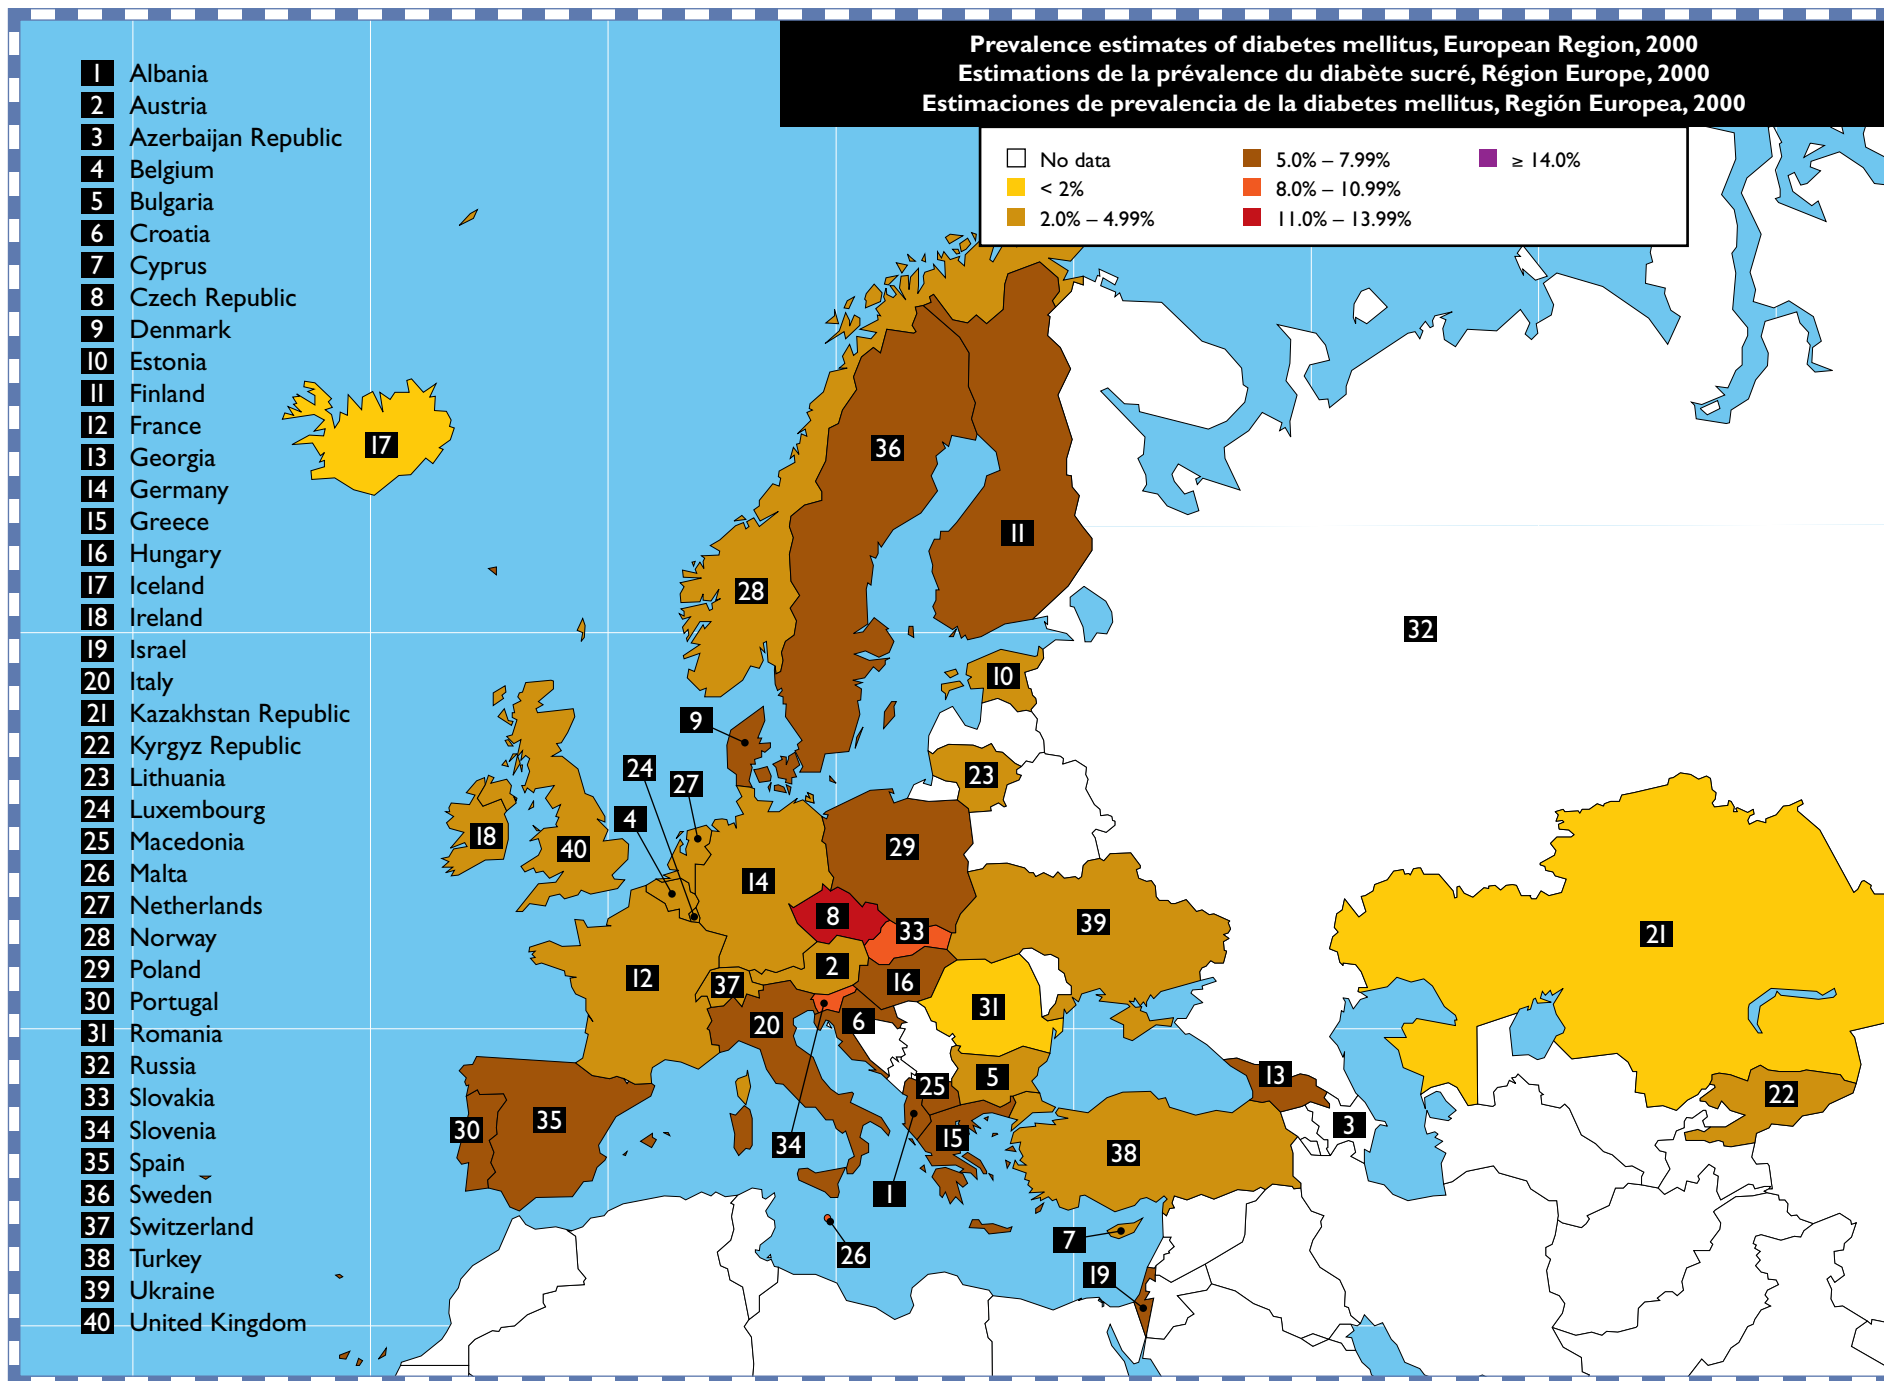 Prevalence estimates of diabetes mellitus, European Region, 2000
Estimations de la prévalence du diabète sucré, Région Europe, 2000
Estimaciones de prevalencia de la diabetes mellitus, Región Europea, 2000
No data
< 2%
2.0% – 4.99%
5.0% – 7.99%
8.0% – 10.99%
11.0% – 13.99%
≥ 14.0%
1 Albania
2 Austria
3 Azerbaijan Republic
4 Belgium
5 Bulgaria
6 Croatia
7 Cyprus
8 Czech Republic
9 Denmark
10 Estonia
11 Finland
12 France
13 Georgia
14 Germany
15 Greece
16 Hungary
17 Iceland
18 Ireland
19 Israel
20 Italy
21 Kazakhstan Republic
22 Kyrgyz Republic
23 Lithuania
24 Luxembourg
25 Macedonia
26 Malta
27 Netherlands
28 Norway
29 Poland
30 Portugal
31 Romania
32 Russia
33 Slovakia
34 Slovenia
35 Spain
36 Sweden
37 Switzerland
38 Turkey
39 Ukraine
40 United Kingdom
17
36
11
28
32
10
9
24
27
23
4
18
40
29
14
8
33
39
21
2
12
37
16
31
20
6
13
5
25
22
35
30
3
34
15
38
1
7
26
19